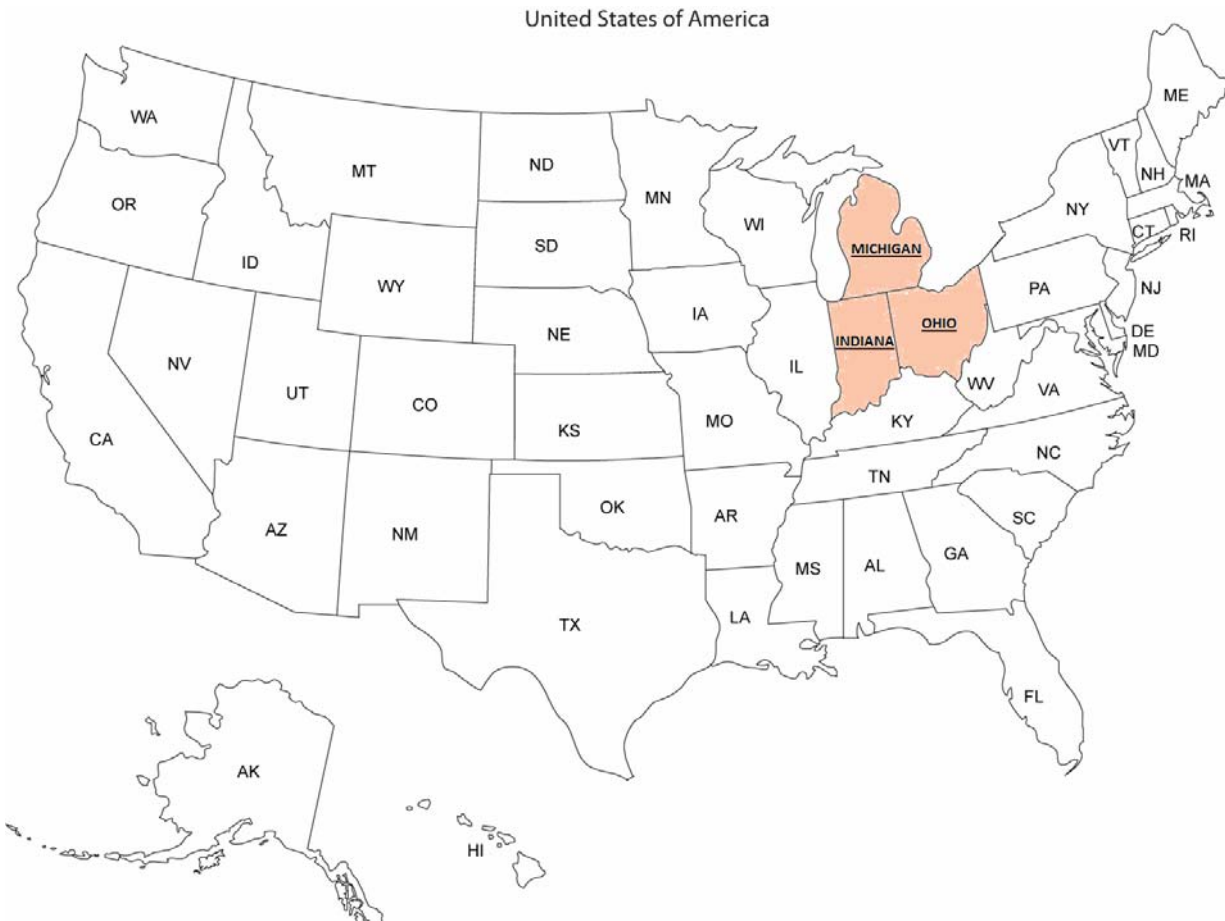 United States of America
ME
WA
VT
MT
ND
NH
MA
MN
OR
NY
WI
SD
CT
RI
MICHIGAN
ID
WY
PA
NJ
IA
OHIO
DE
NE
INDIANA
MD
NV
IL
UT
WV
CO
VA
MO
KY
CA
KS
NC
TN
OK
AR
SC
AZ
NM
GA
MS
AL
LA
TX
FL
AK
HI